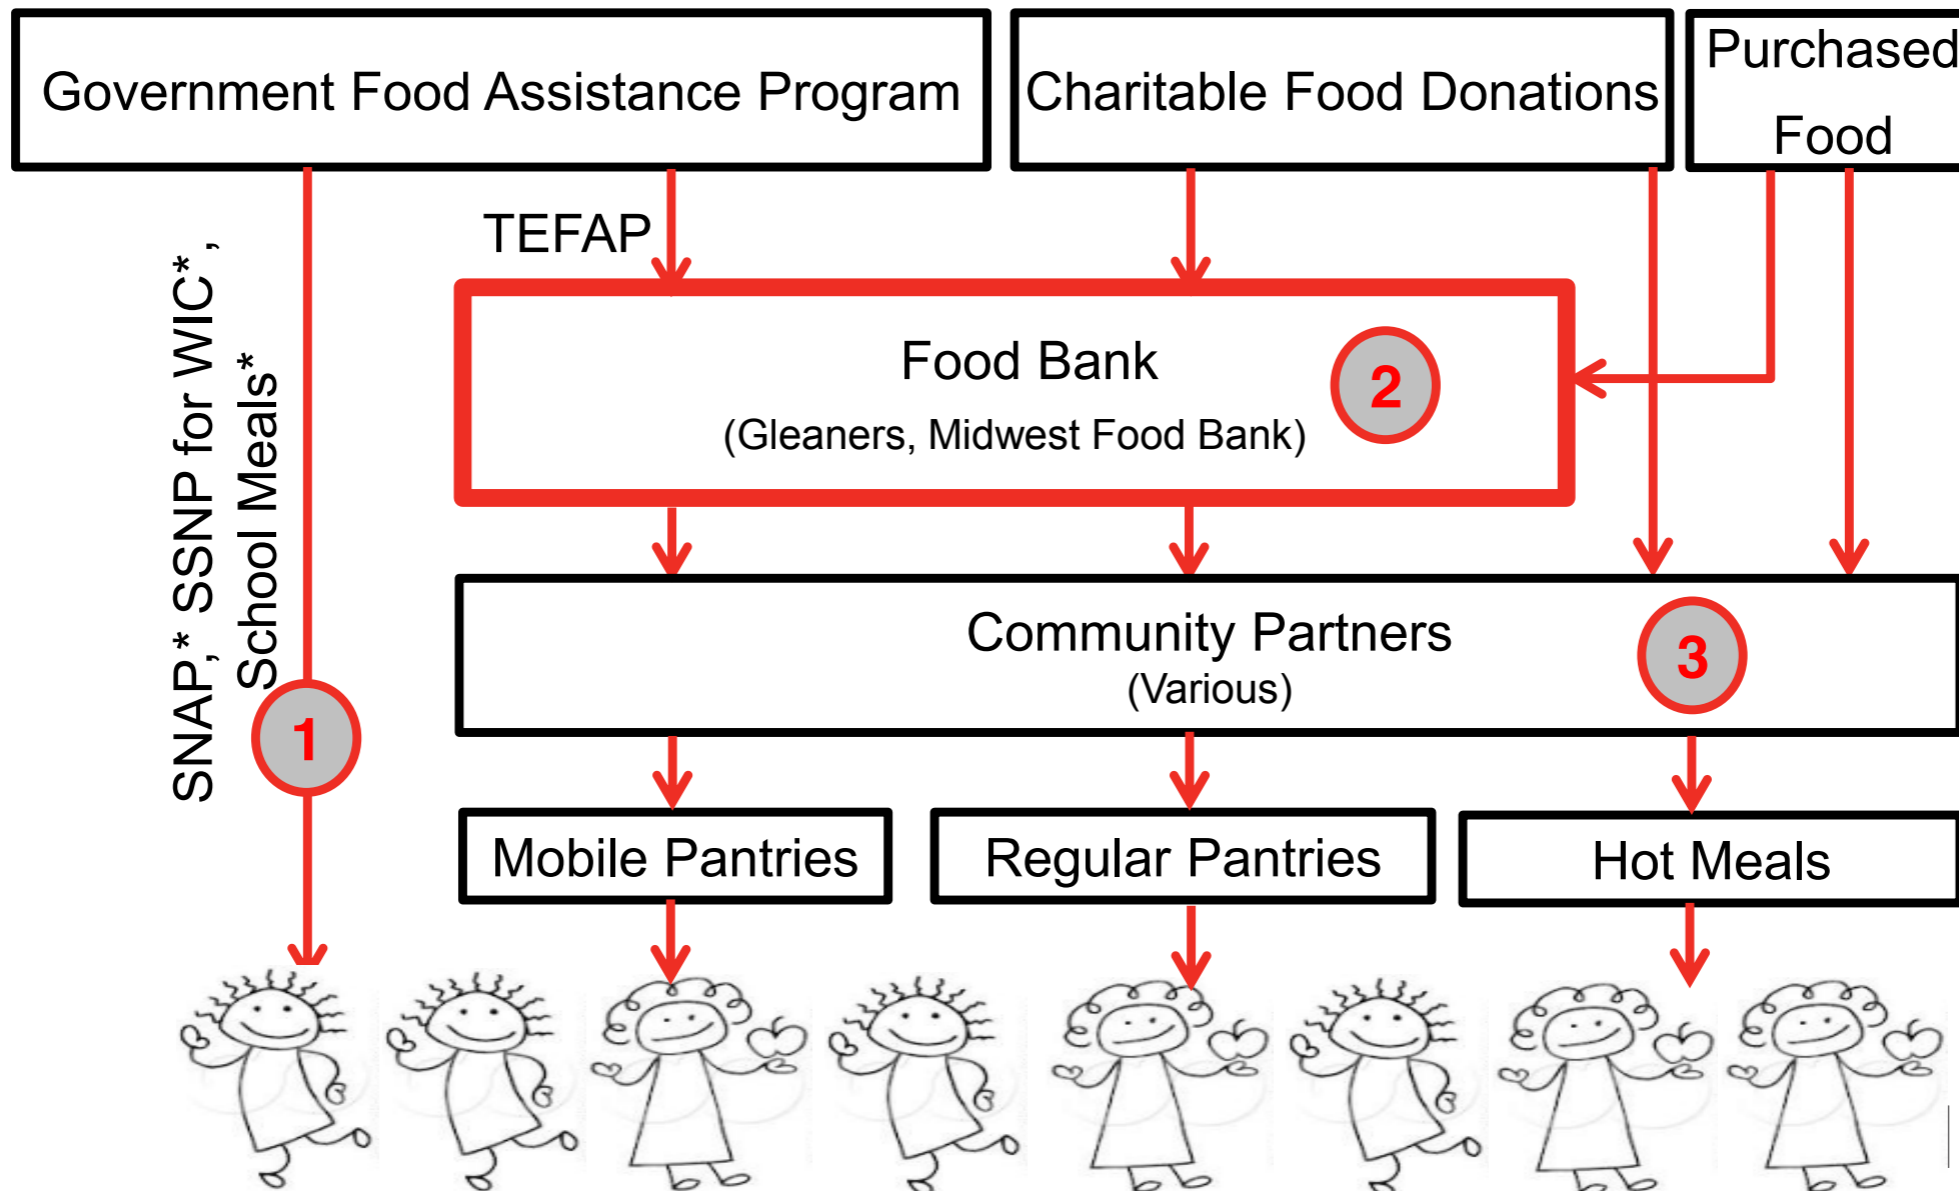 Government Food Assistance Program
Charitable Food Donations
Purchased
Food
TEFAP
SNAP,* SSNP for WIC*,
School Meals*
Food Bank
(Gleaners, Midwest Food Bank)
2
Community Partners
(Various)
3
1
Mobile Pantries
Regular Pantries
Hot Meals